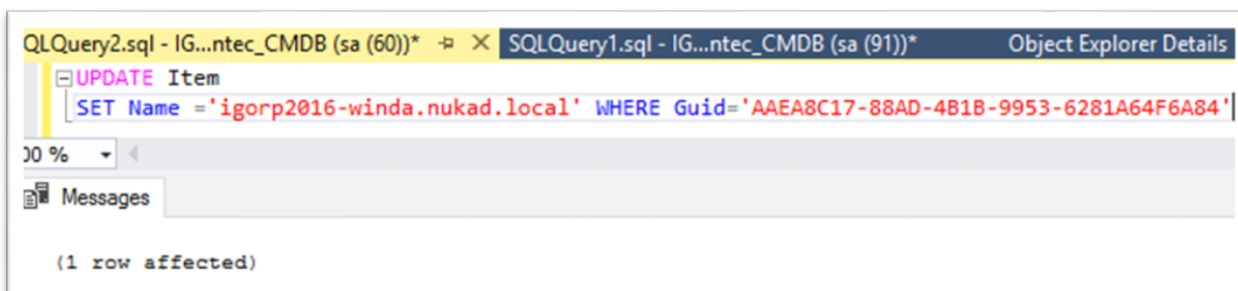 QLQuery2.sql - IG...ntec_CMDB (sa (60))* SQLQuery1.sql - IG...ntec_CMDB (sa (91))* Object Explorer Details
UPDATE Item
SET Name ='igorp2016-winda.nukad.local' WHERE Guid='AAEA8C17-88AD-4B1B-9953-6281A64F6A84'
00 %
Messages
(1 row affected)